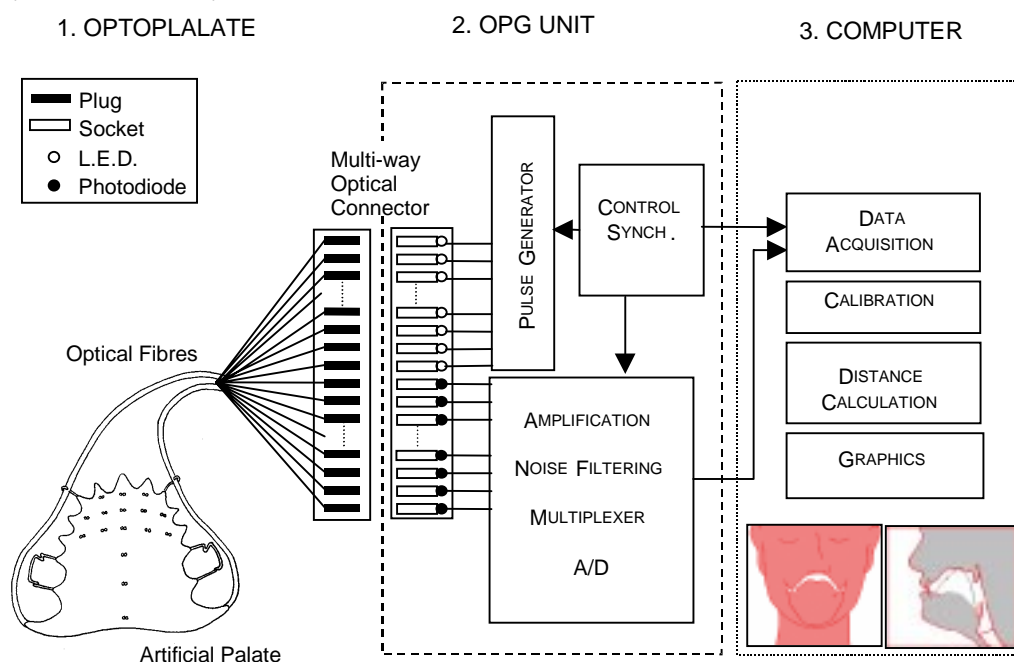 1. OPTOPLALATE
2. OPG UNIT
3. COMPUTER
Plug
Socket
L.E.D.
Photodiode
Multi-way
Optical
Connector
PULSE GENERATOR
CONTROL
SYNCH .
DATA
ACQUISITION
CALIBRATION
DISTANCE
CALCULATION
GRAPHICS
Optical Fibres
AMPLIFICATION
NOISE FILTERING
MULTIPLEXER
A/D
Artificial Palate